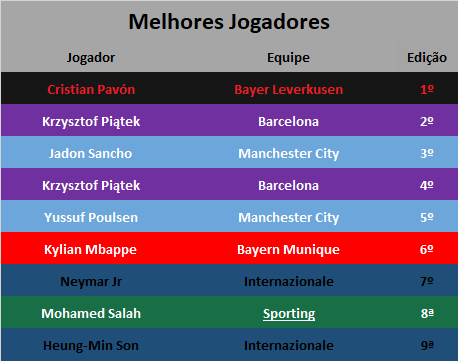 Melhores Jogadores
Jogador Equipe Edição
Cristian Pavón Bayer Leverkusen 1º
Krzysztof Piątek Barcelona 2º
Jadon Sancho Manchester City 3º
Krzysztof Piątek Barcelona 4º
Yussuf Poulsen Manchester City 5º
Kylian Mbappe Bayern Munique 6º
Neymar Jr Internazionale 7º
Mohamed Salah Sporting 8ª
Heung-Min Son Internazionale 9ª